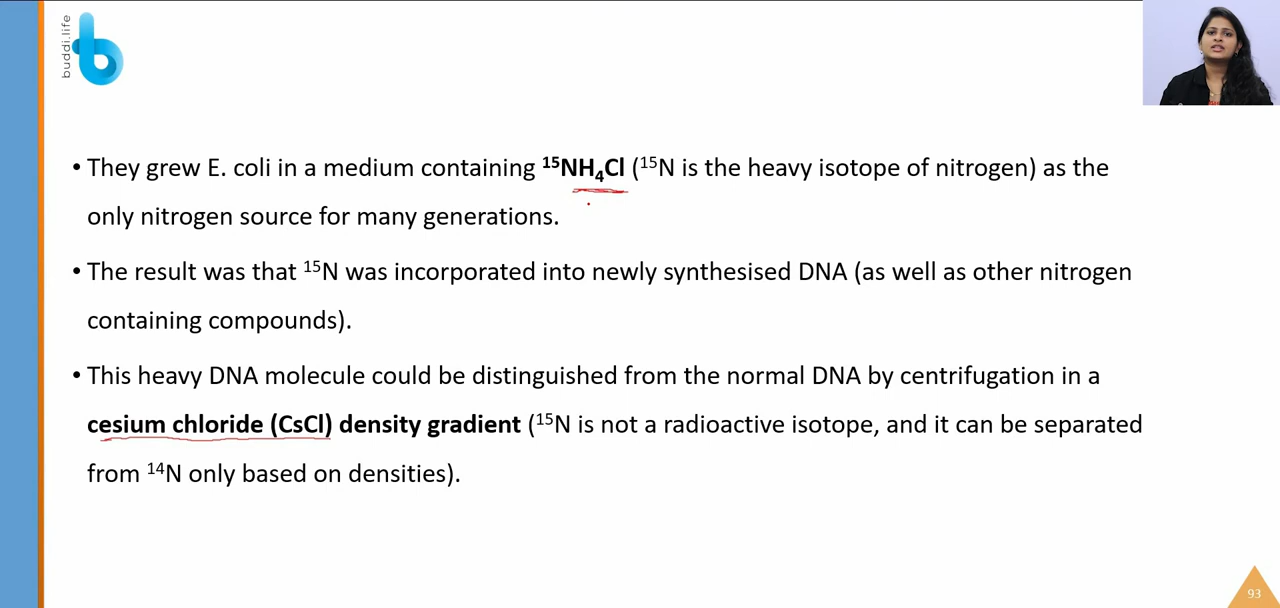 buddi.life
• They grew E. coli in a medium containing ¹⁵NH₄Cl (¹⁵N is the heavy isotope of nitrogen) as the
only nitrogen source for many generations.
• The result was that ¹⁵N was incorporated into newly synthesised DNA (as well as other nitrogen
containing compounds).
• This heavy DNA molecule could be distinguished from the normal DNA by centrifugation in a
cesium chloride (CsCl) density gradient (¹⁵N is not a radioactive isotope, and it can be separated
from ¹⁴N only based on densities).
93